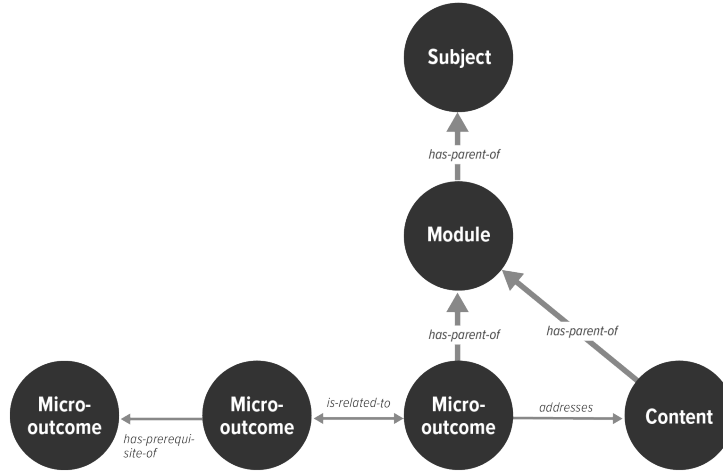 Subject
has-parent-of
Module
has-parent-of
has-parent-of
Micro-
outcome
has-prerequi-
site-of
Micro-
outcome
is-related-to
Micro-
outcome
addresses
Content